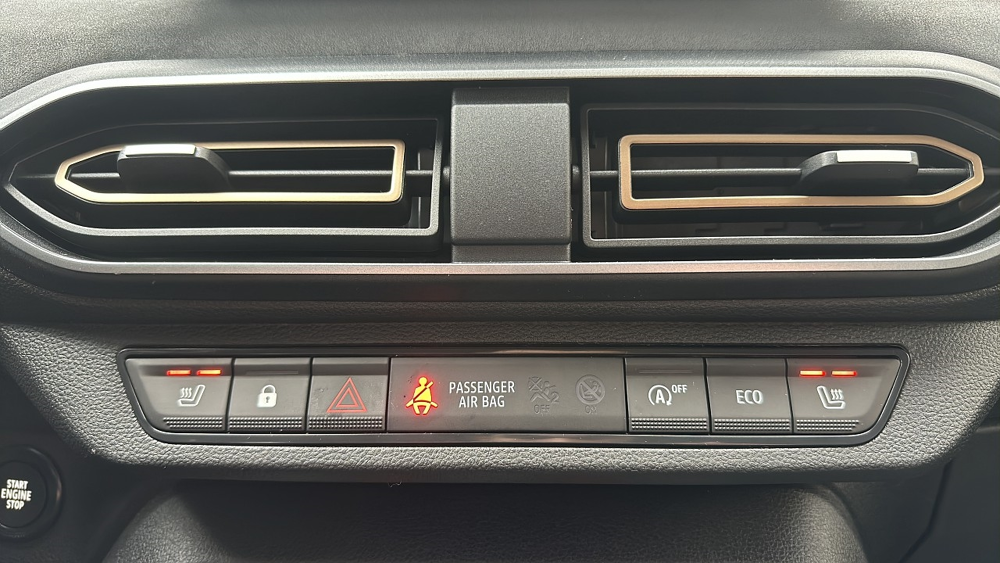 PASSENGER
AIR BAG
OFF
ON
A OFF
ECO
START
ENGINE
STOP